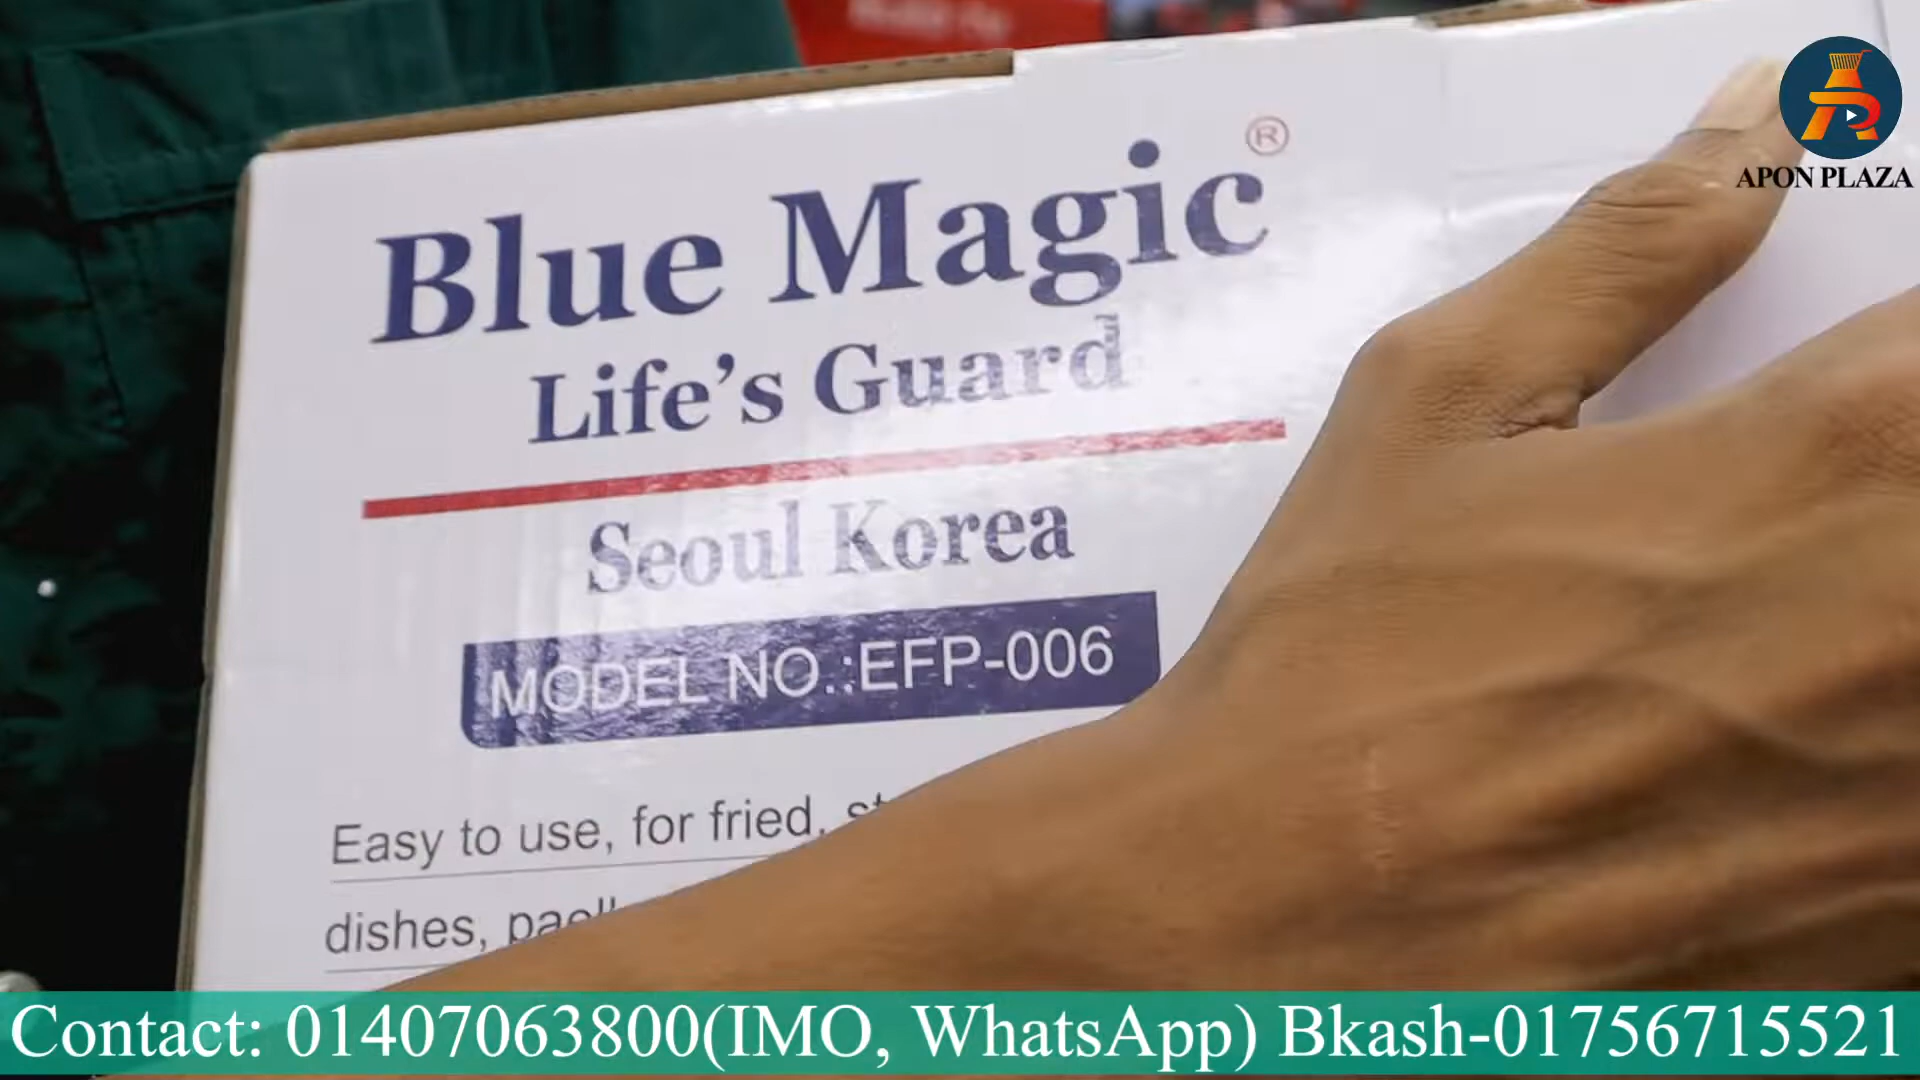 APON PLAZA
Blue Magic®
Life's Guard
Seoul Korea
MODEL NO.:EFP-006
Easy to use, for fried,
dishes,
Contact: 01407063800(IMO, WhatsApp) Bkash-01756715521